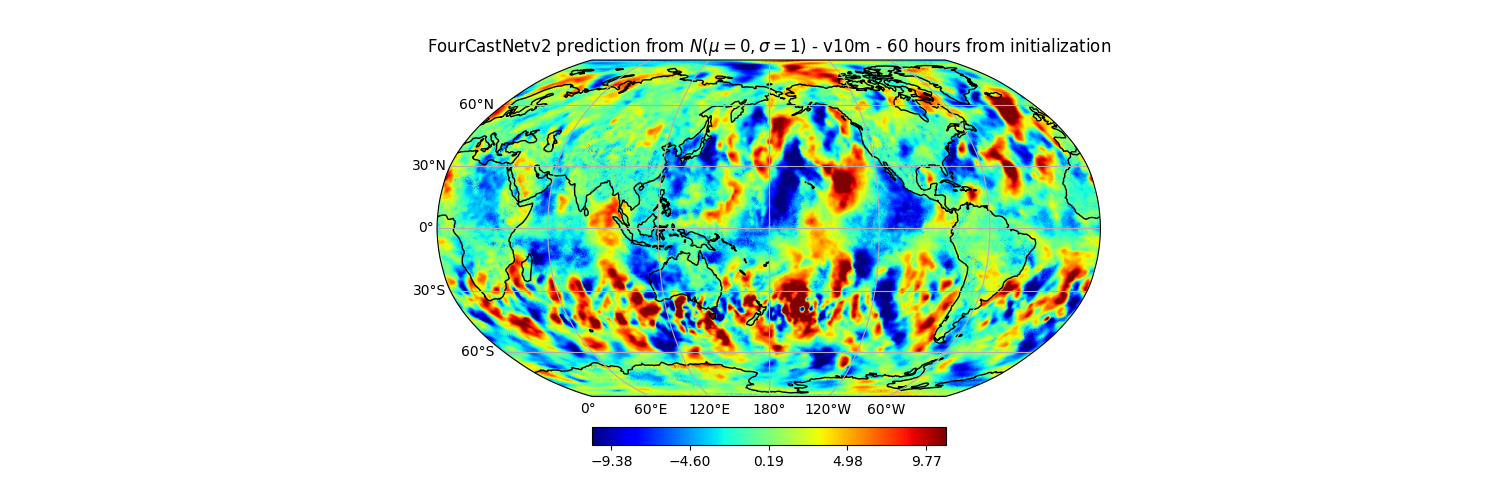 FourCastNetv2 prediction from N(μ = 0, σ = 1) - v10m - 60 hours from initialization
60°N
30°N
0°
30°S
60°S
0° 60°E 120°E 180° 120°W 60°W
−9.38 −4.60 0.19 4.98 9.77